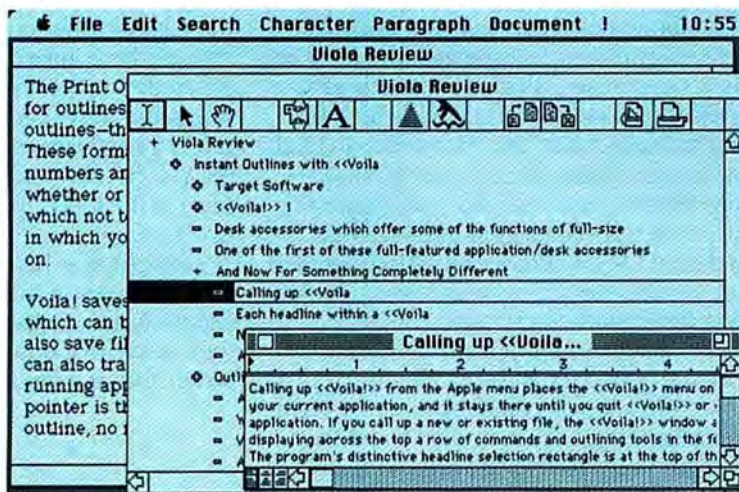 File Edit Search Character Paragraph Document ! 10:55
Viola Review
The Print O
for outlines
outlines—th
These form
numbers an
whether or
which not t
in which yo
on.
Voila! saves
which can b
also save fil
can also tra
running app
pointer is th
outline, no
Viola Review
A
Viola Review
Instant Outlines with <<Voila
Target Software
<<Voila!>> !
Desk accessories which offer some of the functions of full-size
One of the first of these full-featured application/desk accessories
And Now For Something Completely Different
Calling up <<Voila
Each headline within a <<Voila
N
A
Outli
A
Y
V
A
Calling up <<Voila...
1 2 3 4
Calling up <<Voila!>> from the Apple menu places the <<Voila!>> menu on
your current application, and it stays there until you quit <<Voila!>> or
application. If you call up a new or existing file, the <<Voila!>> window a
displaying across the top a row of commands and outlining tools in the fo
The program's distinctive headline selection rectangle is at the top of th